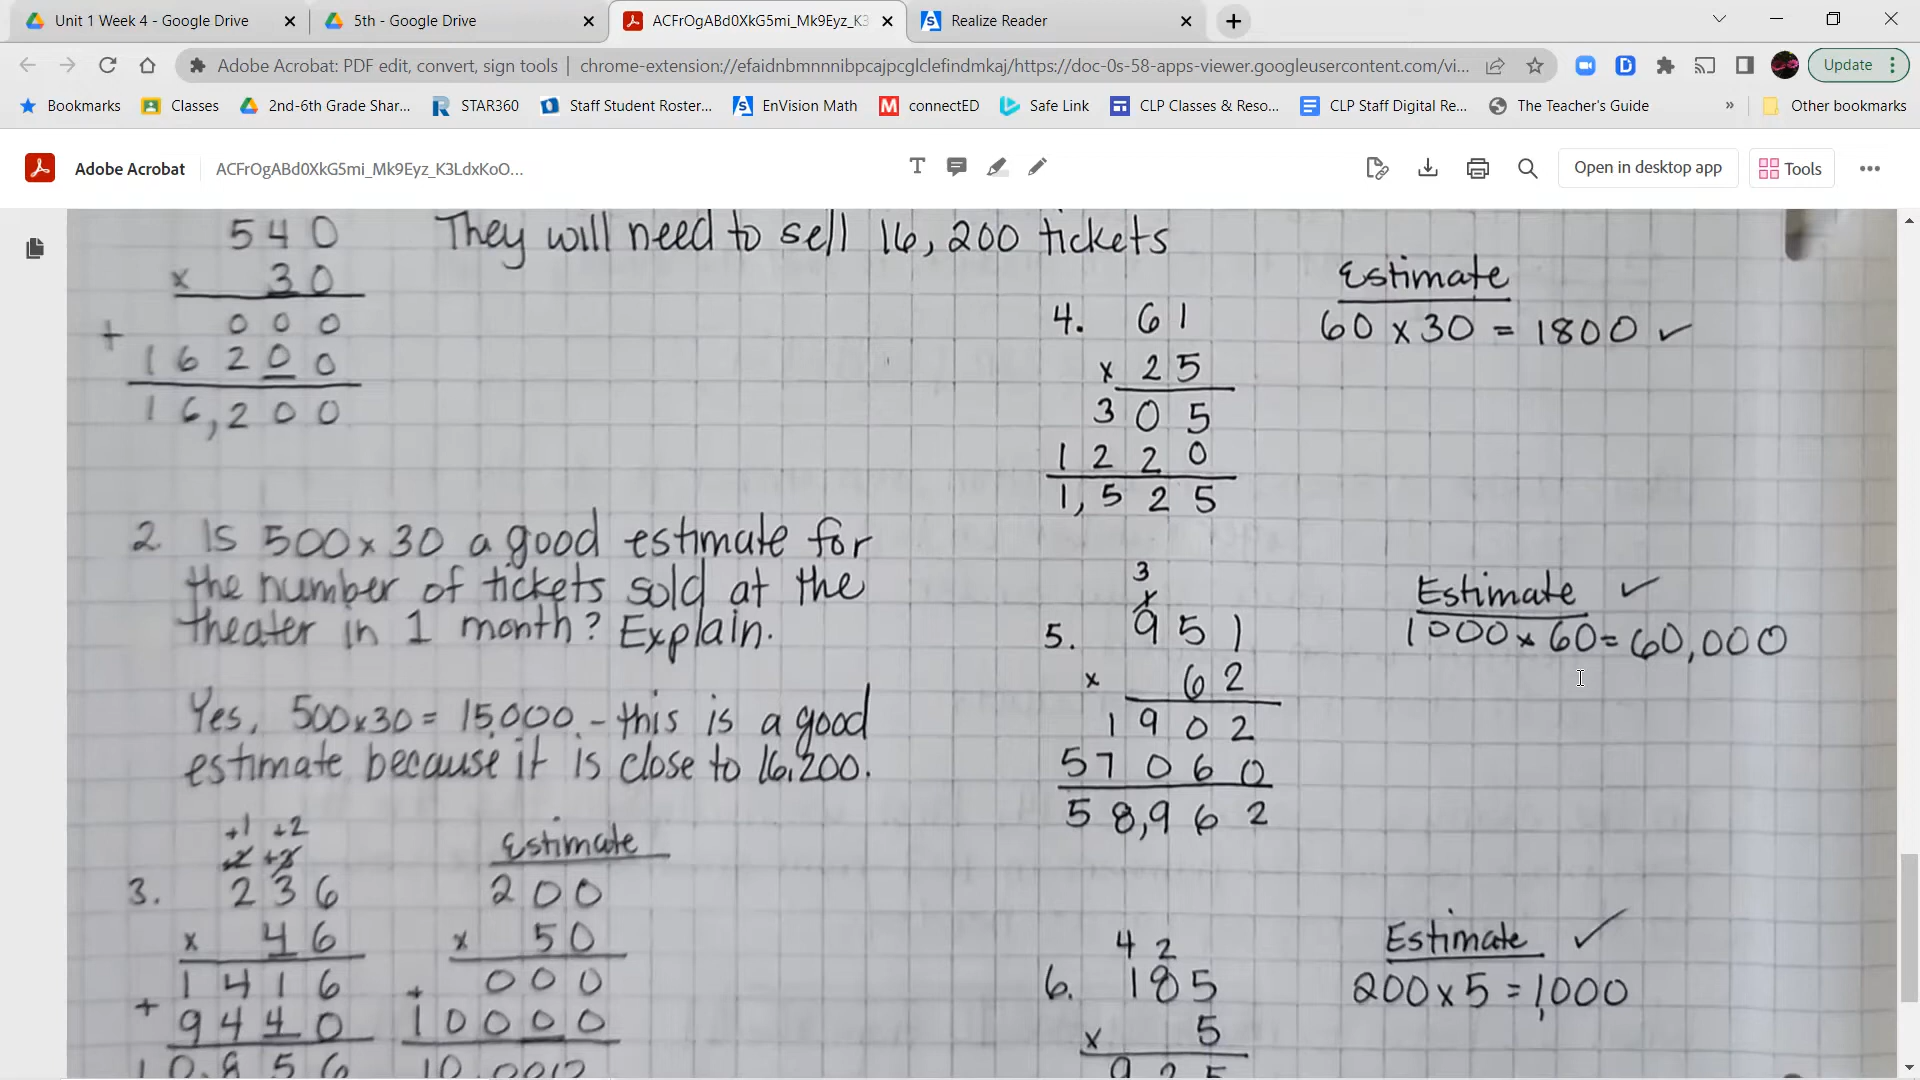 Unit 1 Week 4 - Google Drive
5th - Google Drive
ACFrOgABd0XkG5mi_Mk9Eyz_K3
Realize Reader
Adobe Acrobat: PDF edit, convert, sign tools | chrome-extension://efaidnbmnnnibpcajpcglclefindmkaj/https://doc-0s-58-apps-viewer.googleusercontent.com/vi...
Update
Bookmarks
Classes
2nd-6th Grade Shar...
STAR360
Staff Student Roster...
EnVision Math
connectED
Safe Link
CLP Classes & Reso...
CLP Staff Digital Re...
The Teacher's Guide
»
Other bookmarks
Adobe Acrobat
ACFrOgABd0XkG5mi_Mk9Eyz_K3LdxKoO...
Open in desktop app
Tools
540
x 30
000
+ 16200
16,200
They will need to sell 16,200 tickets
2 Is 500x30 a good estimate for
the number of tickets sold at the
theater in 1 month? Explain.
Yes, 500x30 = 15,000. - this is a good
estimate because it is close to 16,200.
+1 +2
3. 236
x 46
1416
+ 9440
10,856
Estimate
200
x 50
000
+ 10000
4. 61
x 25
305
1220
1,525
Estimate
60 x 30 = 1800 ✓
3
5. 951
x 62
1902
57060
58,962
Estimate ✓
1000 x 60 = 60,000
4 2
6. 185
x 5
925
Estimate ✓
200 x 5 = 1,000